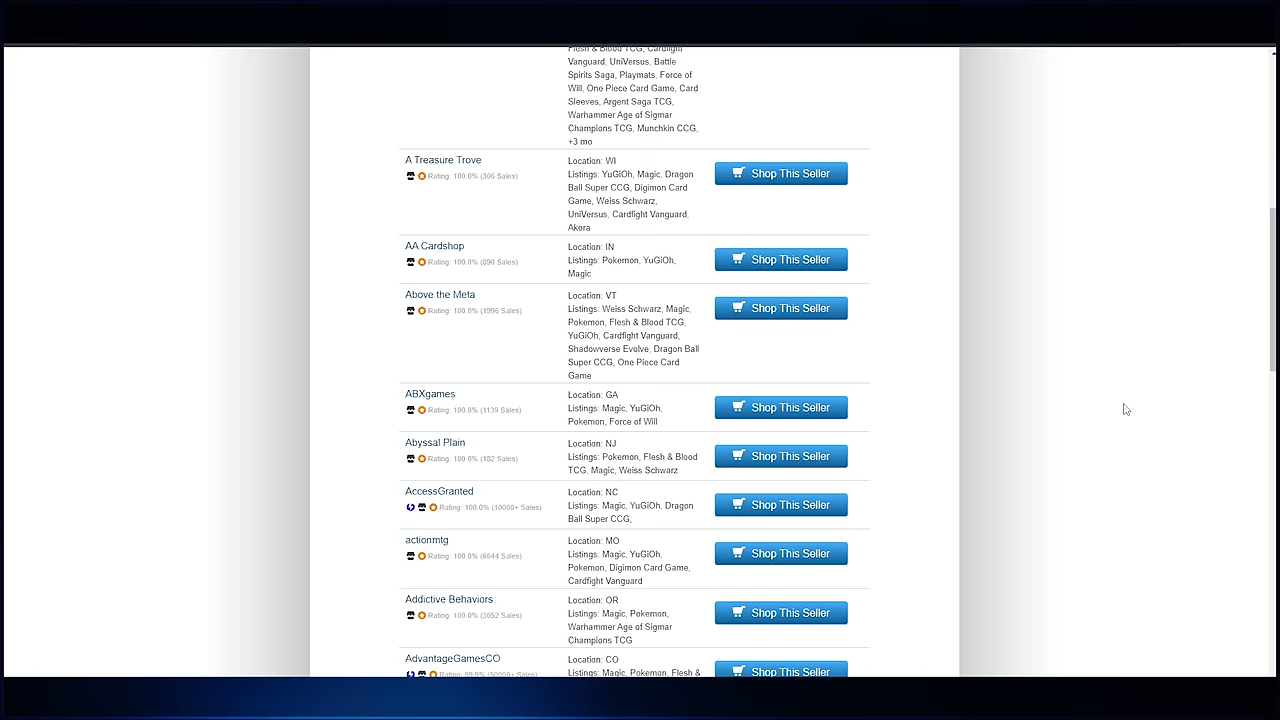 Flesh & Blood TCG, Cardfight
Vanguard, UniVersus, Battle
Spirits Saga, Playmats, Force of
Will, One Piece Card Game, Card
Sleeves, Argent Saga TCG,
Warhammer Age of Sigmar
Champions TCG, Munchkin CCG,
+3 mo
A Treasure Trove
Rating: 100.0% (306 Sales)
Location: WI
Listings: YuGiOh, Magic, Dragon
Ball Super CCG, Digimon Card
Game, Weiss Schwarz,
UniVersus, Cardfight Vanguard,
Akora
Shop This Seller
AA Cardshop
Rating: 100.0% (890 Sales)
Location: IN
Listings: Pokemon, YuGiOh,
Magic
Shop This Seller
Above the Meta
Rating: 100.0% (1996 Sales)
Location: VT
Listings: Weiss Schwarz, Magic,
Pokemon, Flesh & Blood TCG,
YuGiOh, Cardfight Vanguard,
Shadowverse Evolve, Dragon Ball
Super CCG, One Piece Card
Game
Shop This Seller
ABXgames
Rating: 100.0% (1139 Sales)
Location: GA
Listings: Magic, YuGiOh,
Pokemon, Force of Will
Shop This Seller
Abyssal Plain
Rating: 100.0% (182 Sales)
Location: NJ
Listings: Pokemon, Flesh & Blood
TCG, Magic, Weiss Schwarz
Shop This Seller
AccessGranted
Rating: 100.0% (10000+ Sales)
Location: NC
Listings: Magic, YuGiOh, Dragon
Ball Super CCG,
Shop This Seller
actionmtg
Rating: 100.0% (6644 Sales)
Location: MO
Listings: Magic, YuGiOh,
Pokemon, Digimon Card Game,
Cardfight Vanguard
Shop This Seller
Addictive Behaviors
Rating: 100.0% (3052 Sales)
Location: OR
Listings: Magic, Pokemon,
Warhammer Age of Sigmar
Champions TCG
Shop This Seller
AdvantageGamesCO
Rating: 99.9% (50000+ Sales)
Location: CO
Listings: Magic, Pokemon, Flesh &
Shop This Seller